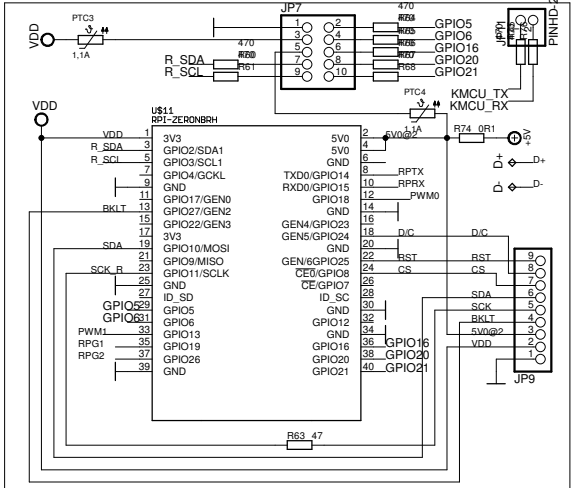 PTC3
VDD
1,1A
JP7
1 2
3 4
5 6
7 8
9 10
470
GPIO5
GPIO6
GPIO16
GPIO20
R68 GPIO21
470
R_SDA
R_SCL R61
PINHD-2
KMCU_TX
KMCU_RX
PTC4
1,1A
VDD
U$11
RPI-ZERONBRH
R74 0R1
+5V
D+ D+
D- D-
VDD 1 3V3 5V0 2 5V0@2
R_SDA 3 GPIO2/SDA1 5V0 4
R_SCL 5 GPIO3/SCL1 GND 6
7 GPIO4/GCKL TXD0/GPIO14 8 RPTX
9 GND RXD0/GPIO15 10 RPRX
11 GPIO17/GEN0 GPIO18 12 PWM0
BKLT 13 GPIO27/GEN2 GND 14
15 GPIO22/GEN3 GEN4/GPIO23 16
17 3V3 GEN5/GPIO24 18 D/C D/C
SDA 19 GPIO10/MOSI GND 20
21 GPIO9/MISO GEN6/GPIO25 22 RST RST
SCK_R 23 GPIO11/SCLK CE0/GPIO8 24 CS CS
25 GND CE/GPIO7 26
27 ID_SD ID_SC 28
GPIO5 29 GPIO5 GND 30
GPIO6 31 GPIO6 GPIO12 32
PWM1 33 GPIO13 GND 34
RPG1 35 GPIO19 GPIO16 36 GPIO16
RPG2 37 GPIO26 GPIO20 38 GPIO20
39 GND GPIO21 40 GPIO21
9
8
7
SDA 6
SCK 5
BKLT 4
5V0@2 3
VDD 2
1
JP9
R63 47